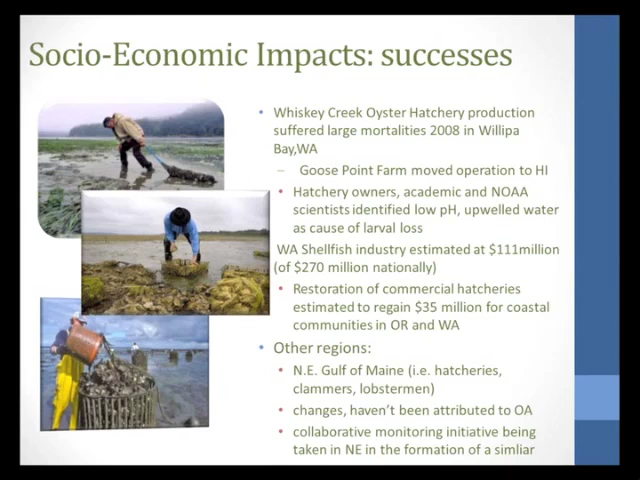 Socio-Economic Impacts: successes
• Whiskey Creek Oyster Hatchery production
suffered large mortalities 2008 in Willipa
Bay,WA
– Goose Point Farm moved operation to HI
• Hatchery owners, academic and NOAA
scientists identified low pH, upwelled water
as cause of larval loss
WA Shellfish industry estimated at $111million
(of $270 million nationally)
• Restoration of commercial hatcheries
estimated to regain $35 million for coastal
communities in OR and WA
• Other regions:
• N.E. Gulf of Maine (i.e. hatcheries,
clammers, lobstermen)
• changes, haven't been attributed to OA
• collaborative monitoring initiative being
taken in NE in the formation of a simliar